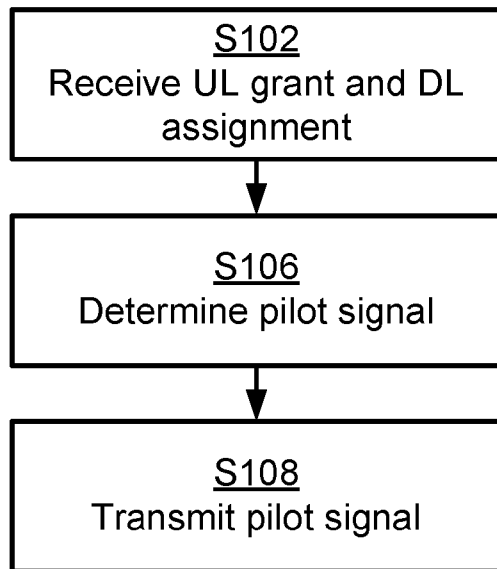 S102
Receive UL grant and DL
assignment
S106
Determine pilot signal
S108
Transmit pilot signal